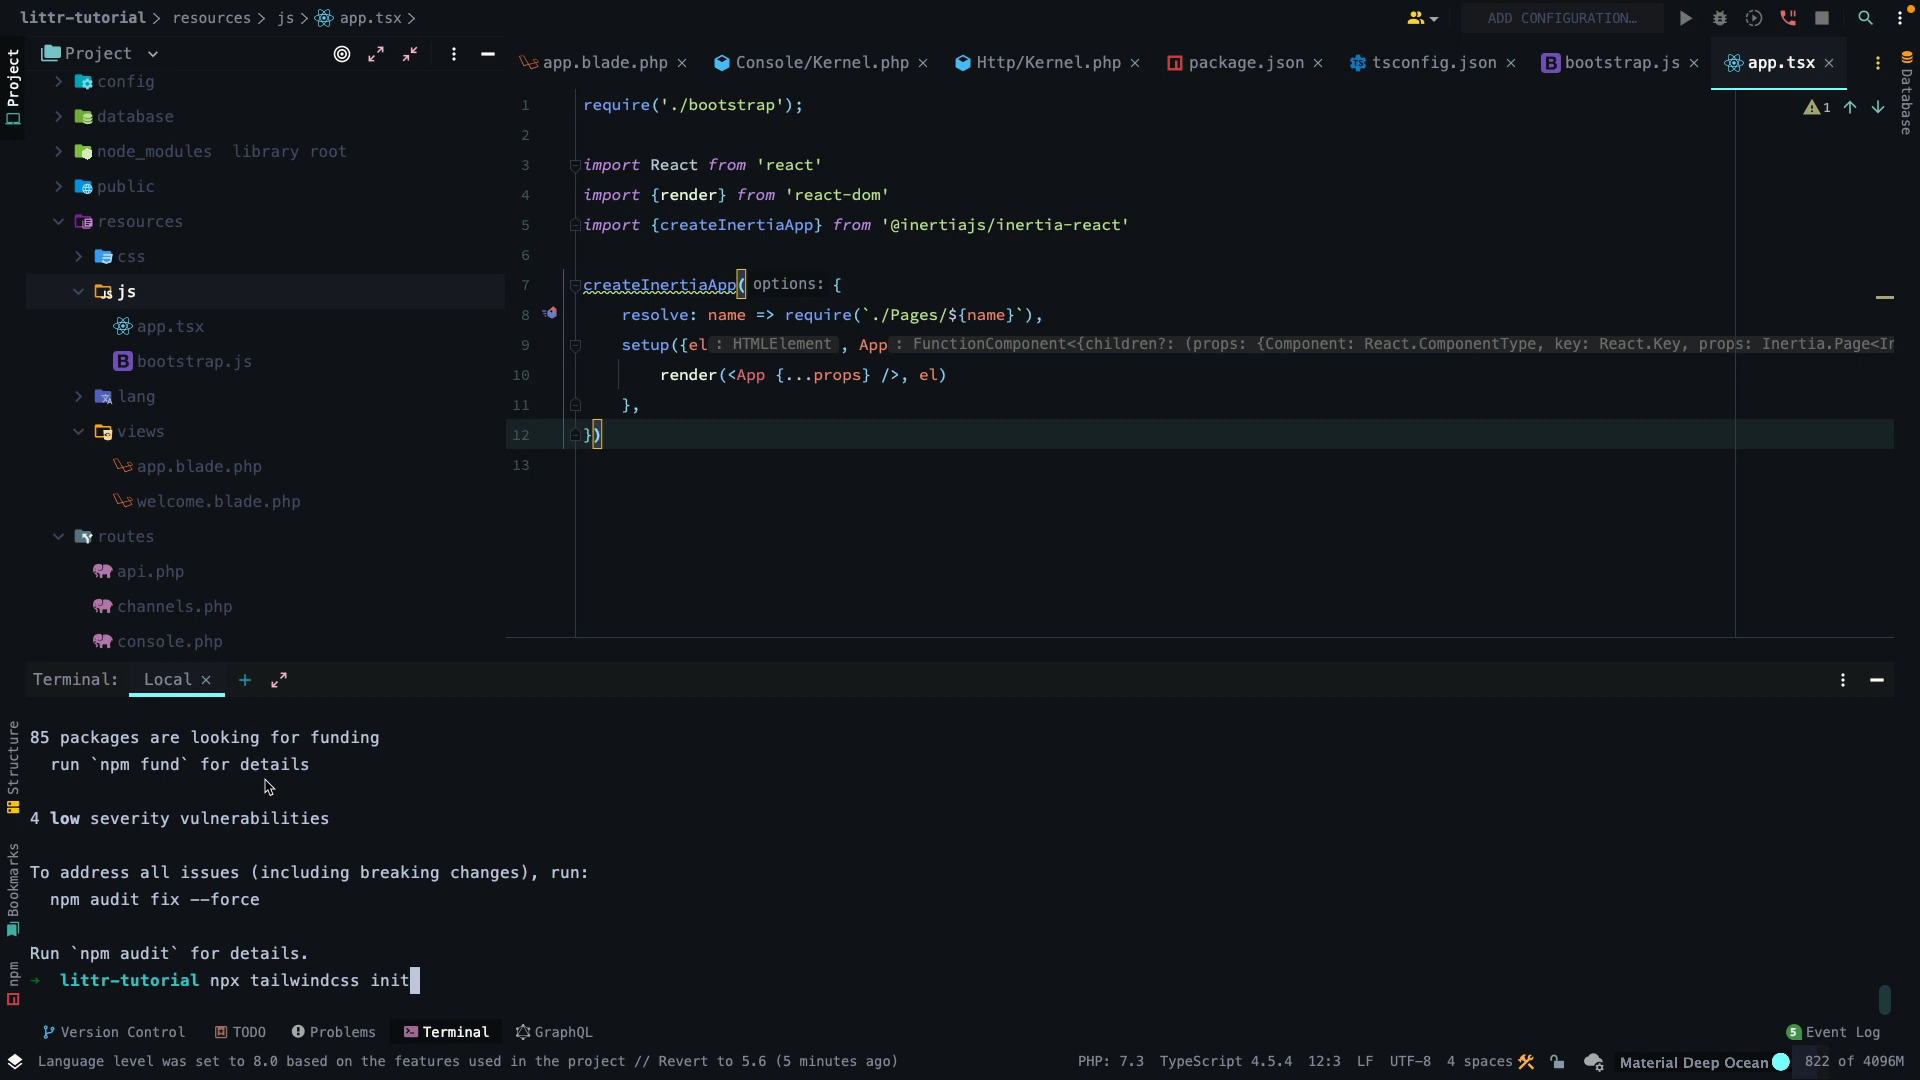 littr-tutorial > resources > js > app.tsx >
ADD CONFIGURATION...
Project
Project
config
database
node_modules library root
public
resources
css
js
app.tsx
bootstrap.js
lang
views
app.blade.php
welcome.blade.php
routes
api.php
channels.php
console.php
app.blade.php
Console/Kernel.php
Http/Kernel.php
package.json
tsconfig.json
bootstrap.js
app.tsx
Database
1
1 require('./bootstrap');
2
3 import React from 'react'
4 import {render} from 'react-dom'
5 import {createInertiaApp} from '@inertiajs/inertia-react'
6
7 createInertiaApp( options: {
8 resolve: name => require(`./Pages/${name}`),
9 setup({el : HTMLElement , App : FunctionComponent<{children?: (props: {Component: React.ComponentType, key: React.Key, props: Inertia.Page<In
10 render(<App {...props} />, el)
11 },
12 })
13
Terminal: Local
Structure
Bookmarks
npm
85 packages are looking for funding
run `npm fund` for details
4 low severity vulnerabilities
To address all issues (including breaking changes), run:
npm audit fix --force
Run `npm audit` for details.
→ littr-tutorial npx tailwindcss init
Version Control TODO Problems Terminal GraphQL
5 Event Log
Language level was set to 8.0 based on the features used in the project // Revert to 5.6 (5 minutes ago)
PHP: 7.3 TypeScript 4.5.4 12:3 LF UTF-8 4 spaces Material Deep Ocean 822 of 4096M